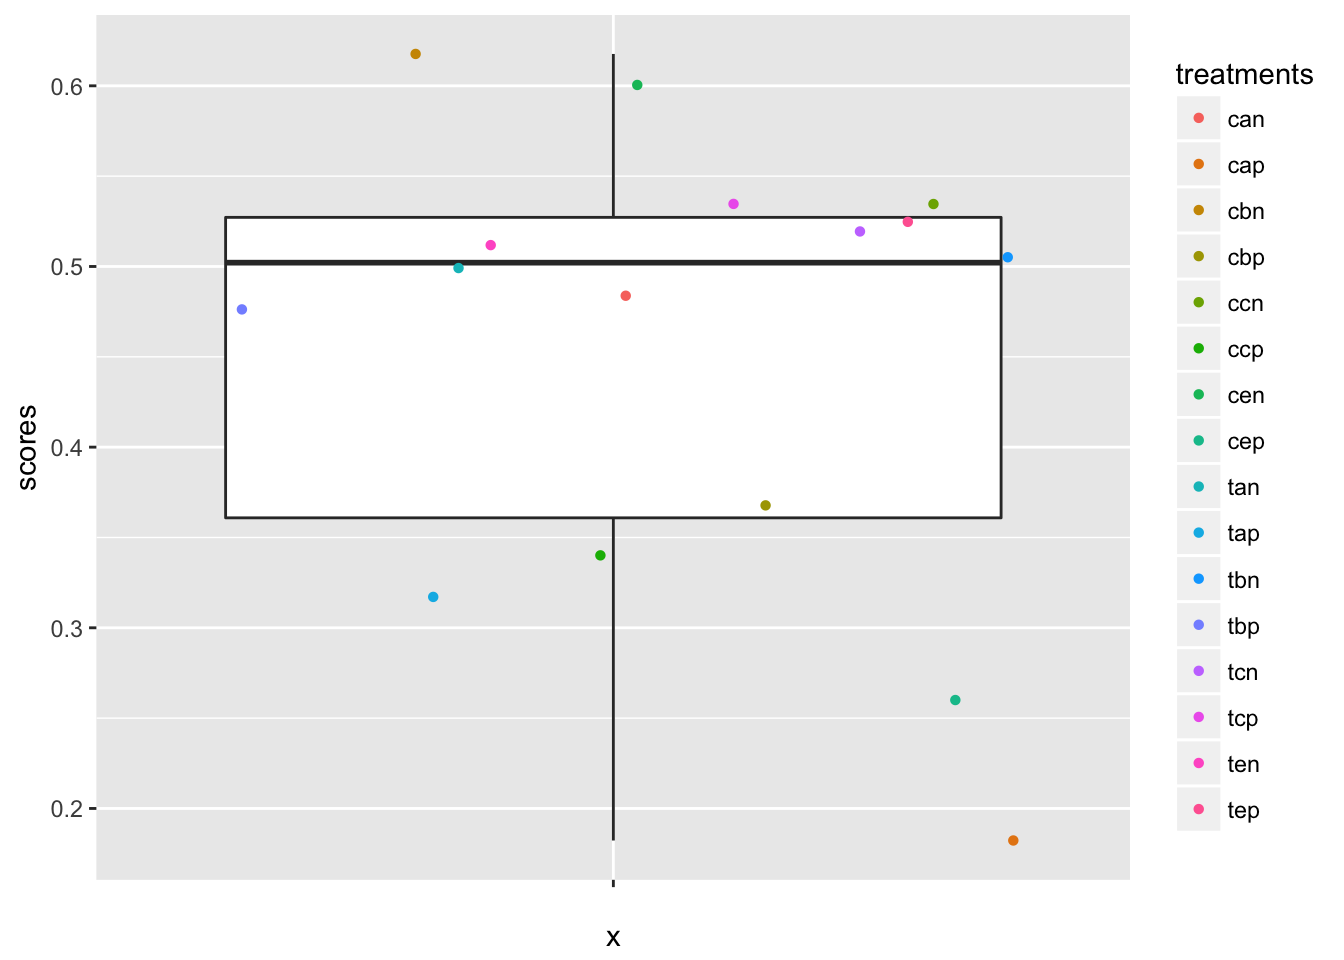 treatments
can
cap
cbn
cbp
ccn
ccp
cen
cep
tan
tap
tbn
tbp
tcn
tcp
ten
tep
0.6
0.5
0.4
0.3
0.2
scores
x